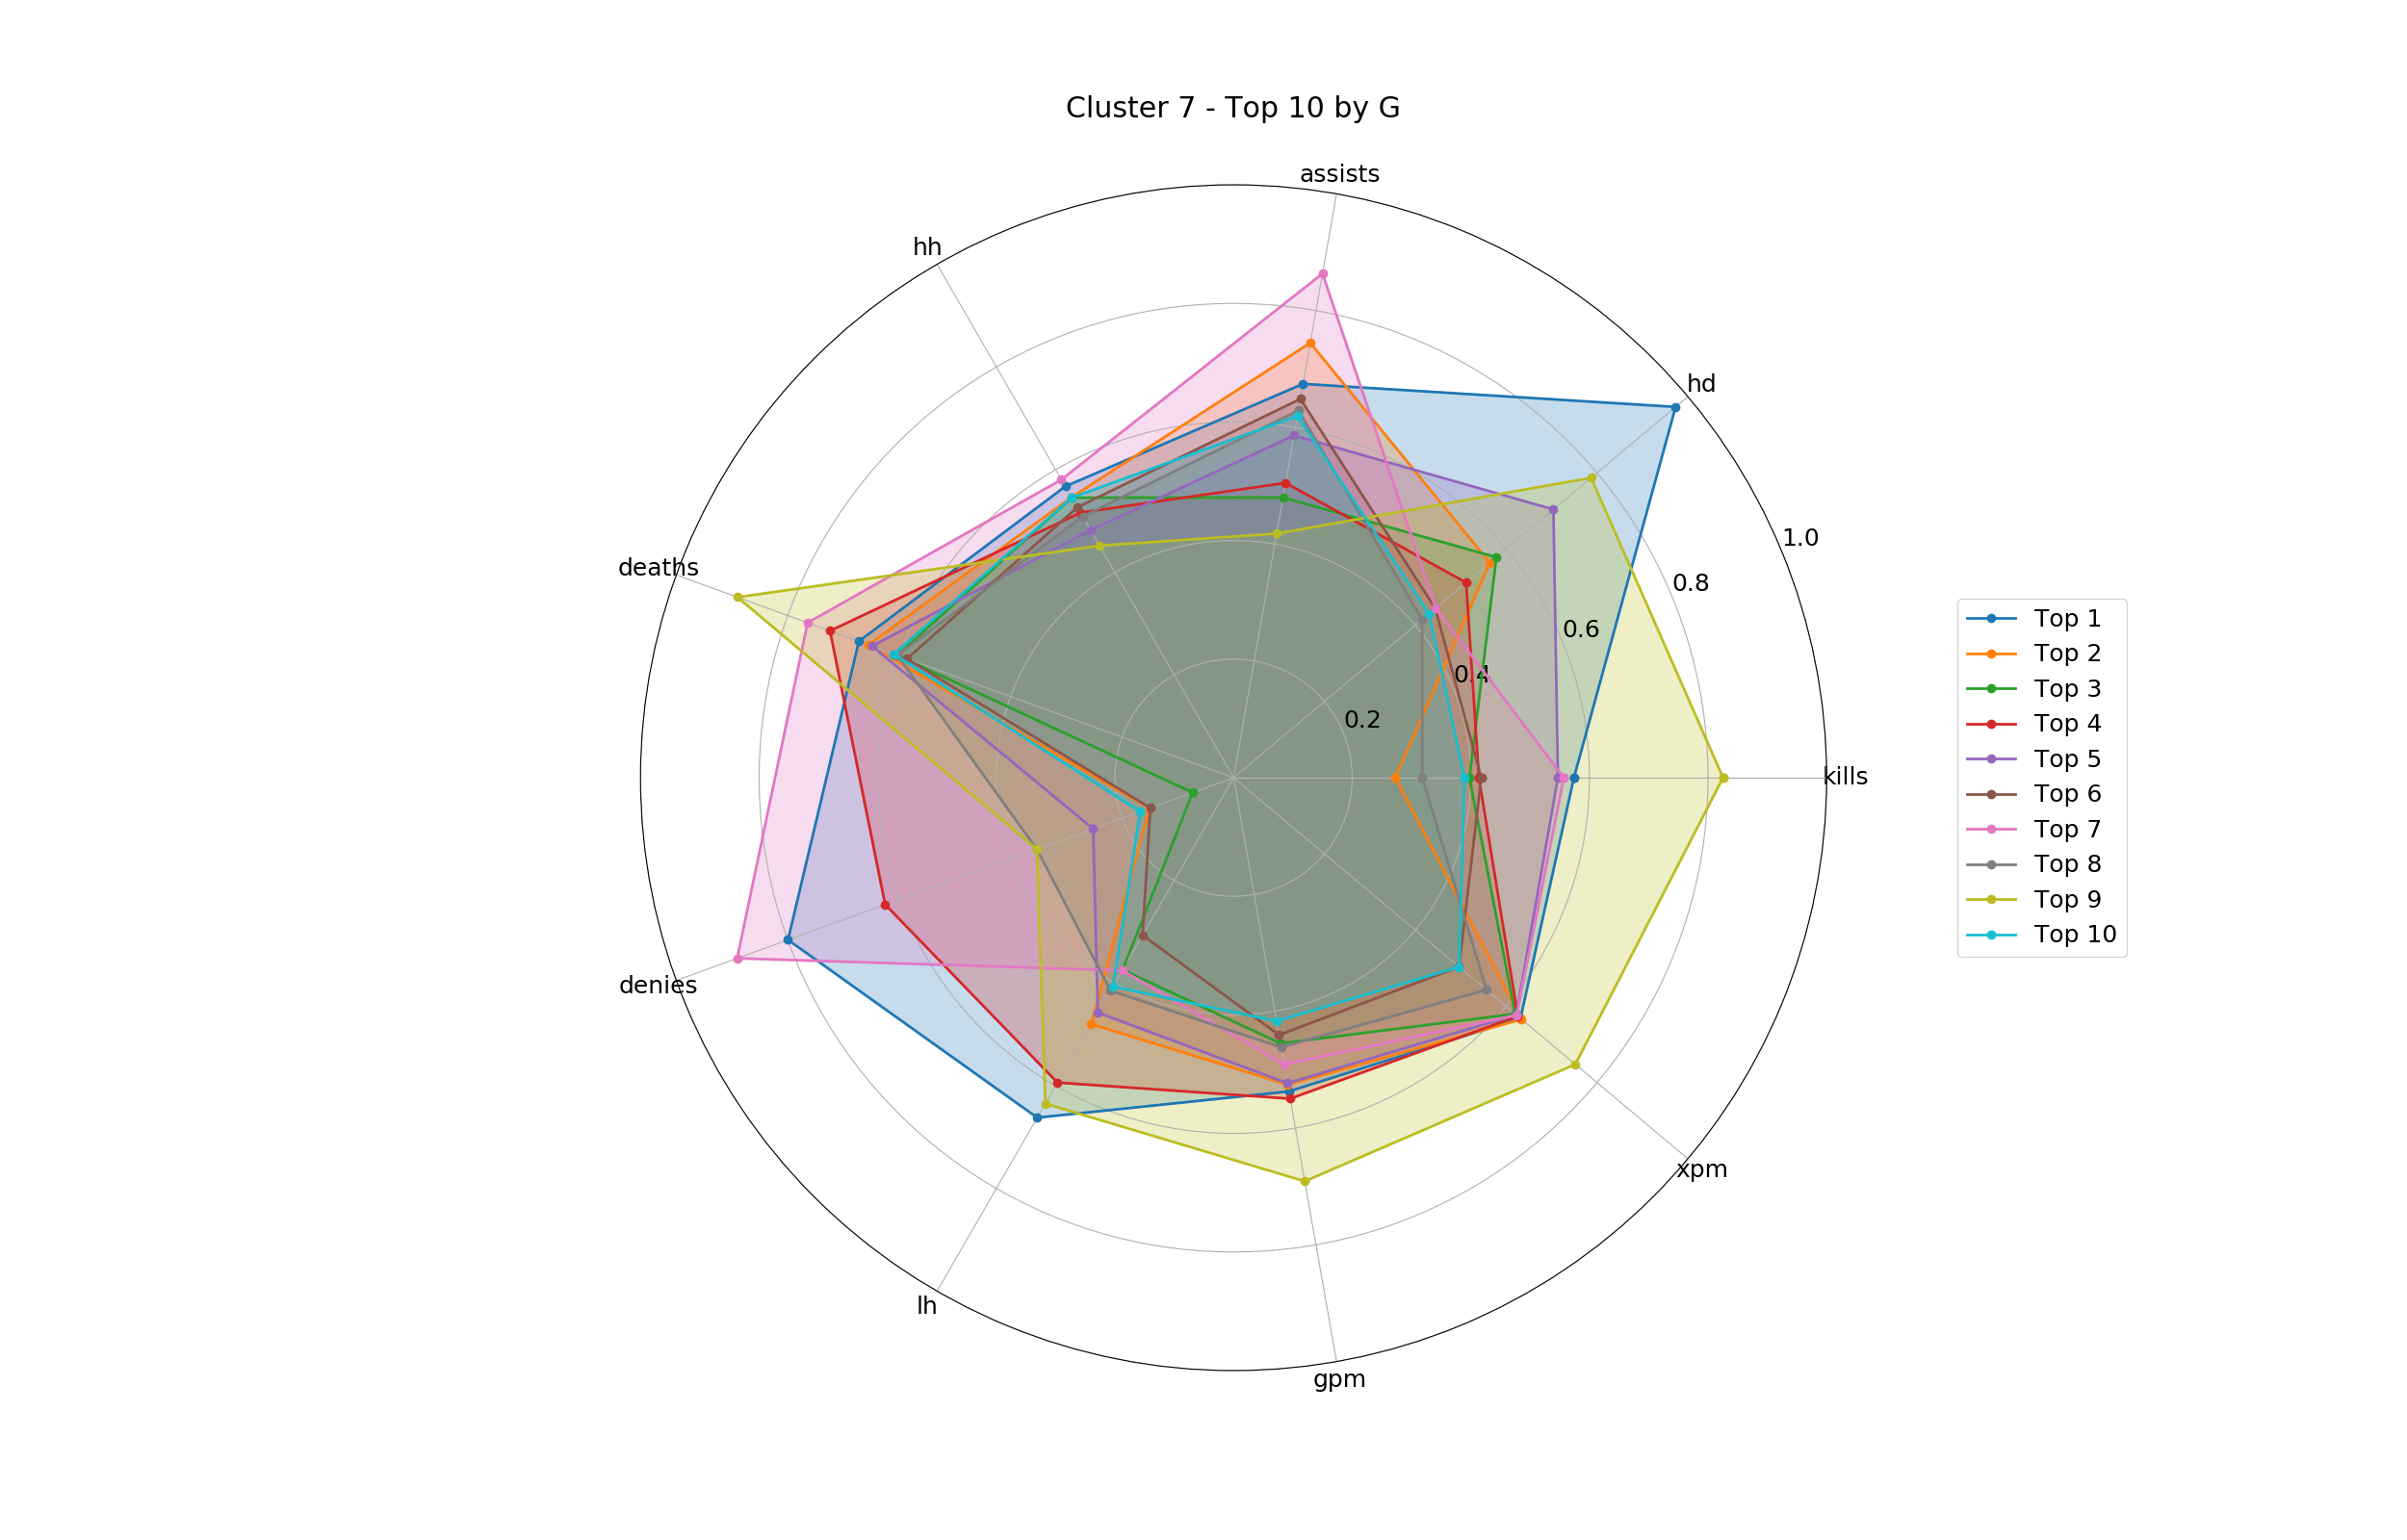 Cluster 7 - Top 10 by G
assists
hh
hd
deaths
1.0
0.8
0.6
0.4
0.2
kills
denies
xpm
lh
gpm
Top 1
Top 2
Top 3
Top 4
Top 5
Top 6
Top 7
Top 8
Top 9
Top 10